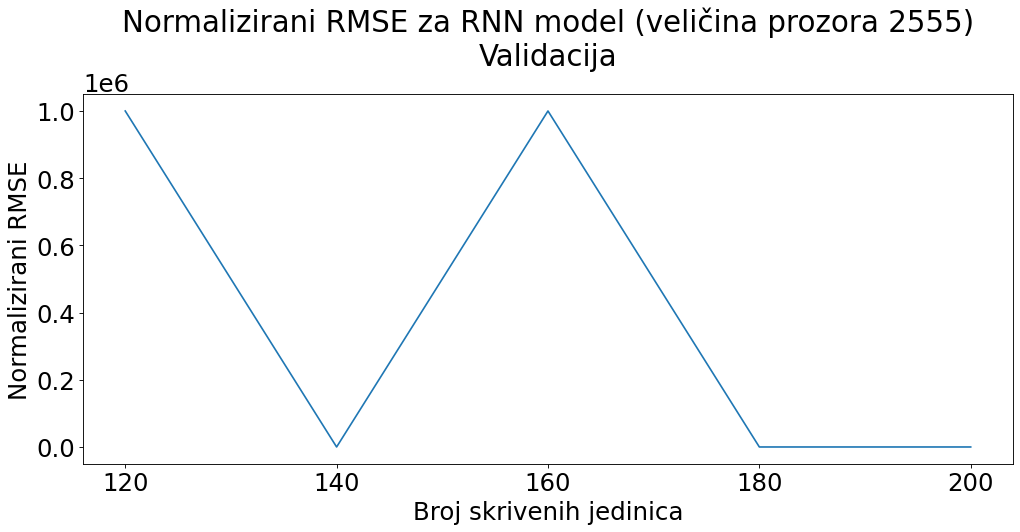 Normalizirani RMSE za RNN model (veličina prozora 2555)
Validacija
1e6
1.0
0.8
0.6
0.4
0.2
0.0
Normalizirani RMSE
120 140 160 180 200
Broj skrivenih jedinica